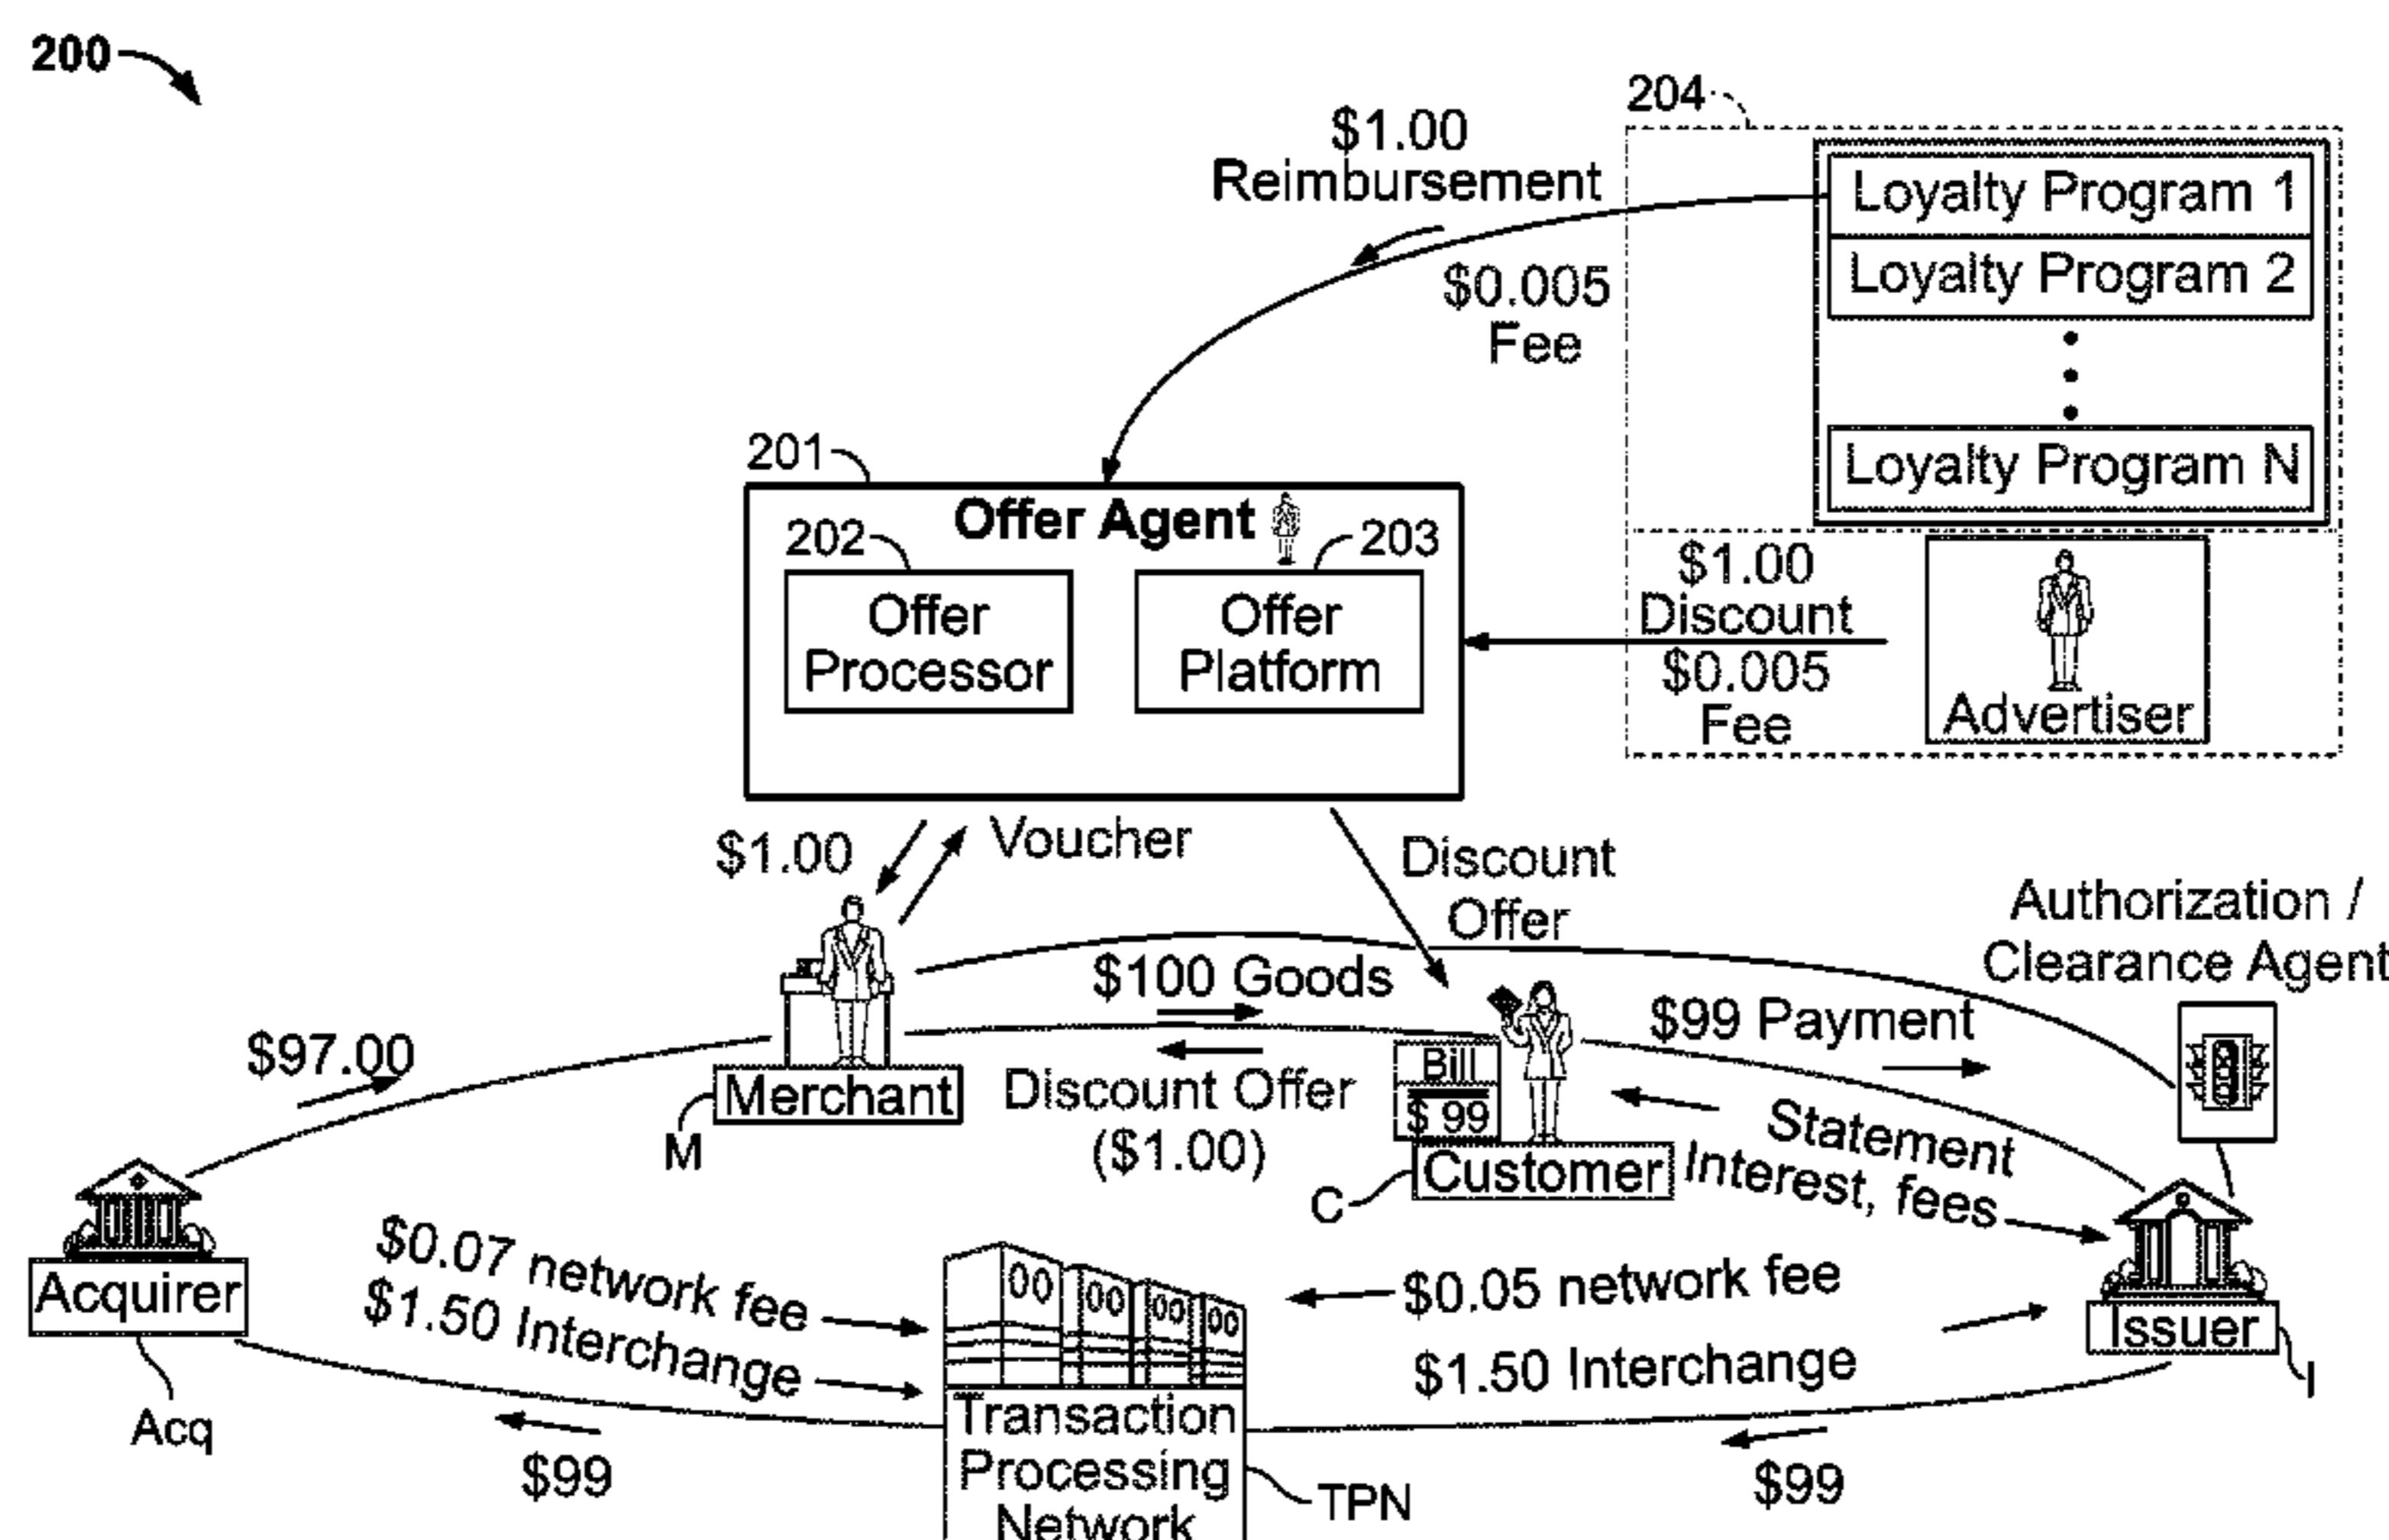 200
204
$1.00
Reimbursement
$0.005
Fee
Loyalty Program 1
Loyalty Program 2
Loyalty Program N
201
Offer Agent
202
203
Offer
Processor
Offer
Platform
$1.00
Discount
$0.005
Fee
Advertiser
$1.00
Voucher
Discount
Offer
Authorization /
Clearance Agent
$97.00
$100 Goods
Discount Offer
($1.00)
Merchant
M
Bill
$ 99
Customer
C
$99 Payment
Statement
Interest, fees
Acquirer
Acq
$0.07 network fee
$1.50 Interchange
$0.05 network fee
$1.50 Interchange
Issuer
I
00
00
00
00
Transaction
Processing
Network
TPN
$99
$99